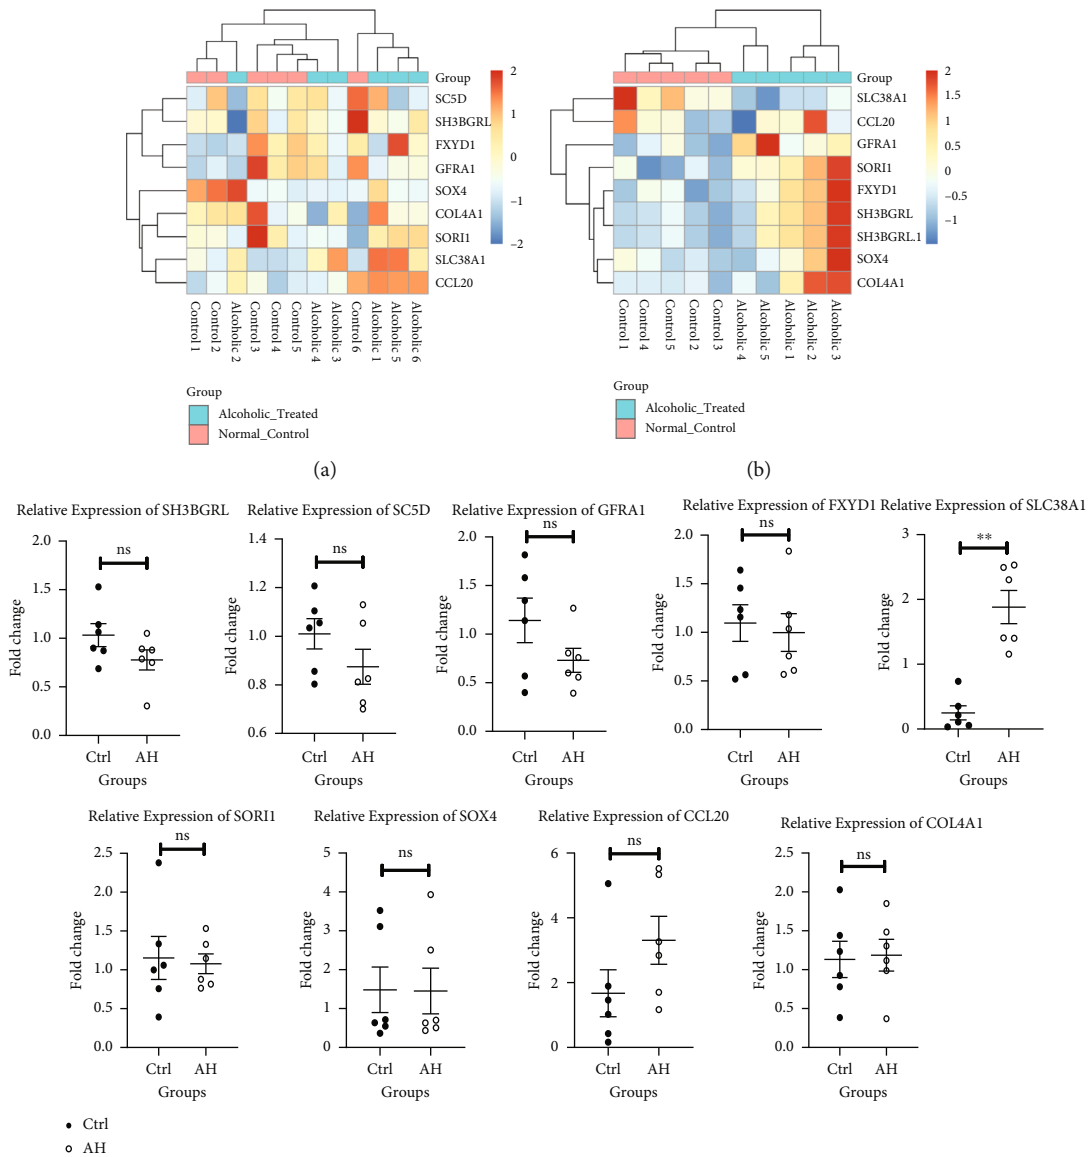 Group
SC5D
SH3BGRL
FXYD1
GFRA1
SOX4
COL4A1
SORI1
SLC38A1
CCL20
2
1
0
−1
−2
Control 1
Control 2
Alcoholic 2
Control 3
Control 4
Control 5
Alcoholic 4
Alcoholic 3
Control 6
Alcoholic 1
Alcoholic 5
Alcoholic 6
Group
Alcoholic_Treated
Normal_Control
(a)
Group
SLC38A1
CCL20
GFRA1
SORI1
FXYD1
SH3BGRL
SH3BGRL.1
SOX4
COL4A1
2
1.5
1
0.5
0
−0.5
−1
Control 1
Control 4
Control 5
Control 2
Control 3
Alcoholic 4
Alcoholic 5
Alcoholic 1
Alcoholic 2
Alcoholic 3
Group
Alcoholic_Treated
Normal_Control
(b)
Relative Expression of SH3BGRL
ns
Fold change
2.0
1.5
1.0
0.5
0.0
Ctrl AH
Groups
Relative Expression of SC5D
ns
Fold change
1.4
1.2
1.0
0.8
0.6
Ctrl AH
Groups
Relative Expression of GFRA1
ns
Fold change
2.0
1.5
1.0
0.5
0.0
Ctrl AH
Groups
Relative Expression of FXYD1
ns
Fold change
2.0
1.5
1.0
0.5
0.0
Ctrl AH
Groups
Relative Expression of SLC38A1
**
Fold change
3
2
1
0
Ctrl AH
Groups
Relative Expression of SORI1
ns
Fold change
2.5
2.0
1.5
1.0
0.5
0.0
Ctrl AH
Groups
Relative Expression of SOX4
ns
Fold change
5
4
3
2
1
0
Ctrl AH
Groups
Relative Expression of CCL20
ns
Fold change
6
4
2
0
Ctrl AH
Groups
Relative Expression of COL4A1
ns
Fold change
2.5
2.0
1.5
1.0
0.5
0.0
Ctrl AH
Groups
Ctrl
AH